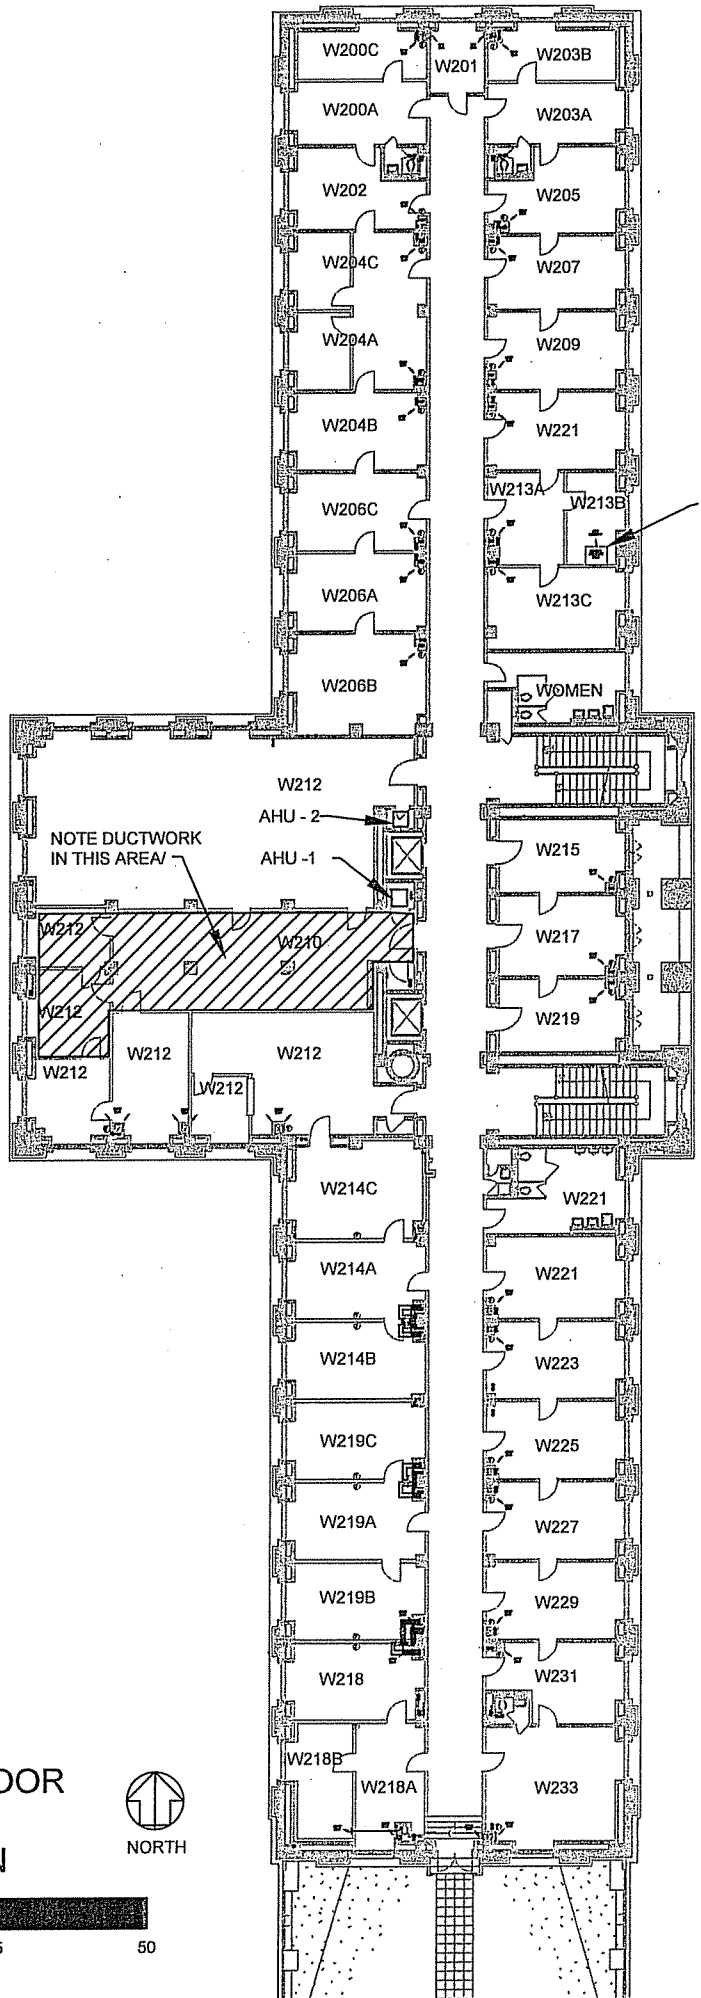 W200C
W201
W203B
W200A
W203A
W202
W205
W204C
W207
W204A
W209
W204B
W221
W213A
W213B
W206C
W206A
W213C
W206B
WOMEN
W212
AHU - 2
NOTE DUCTWORK
IN THIS AREA/
AHU -1
W215
W212
W210
W217
W212
W219
W212
W212
W212
W212
W214C
W221
W214A
W221
W214B
W223
W219C
W225
W219A
W227
W219B
W229
W218
W231
W218B
W218A
W233
OOR
NORTH
N
50